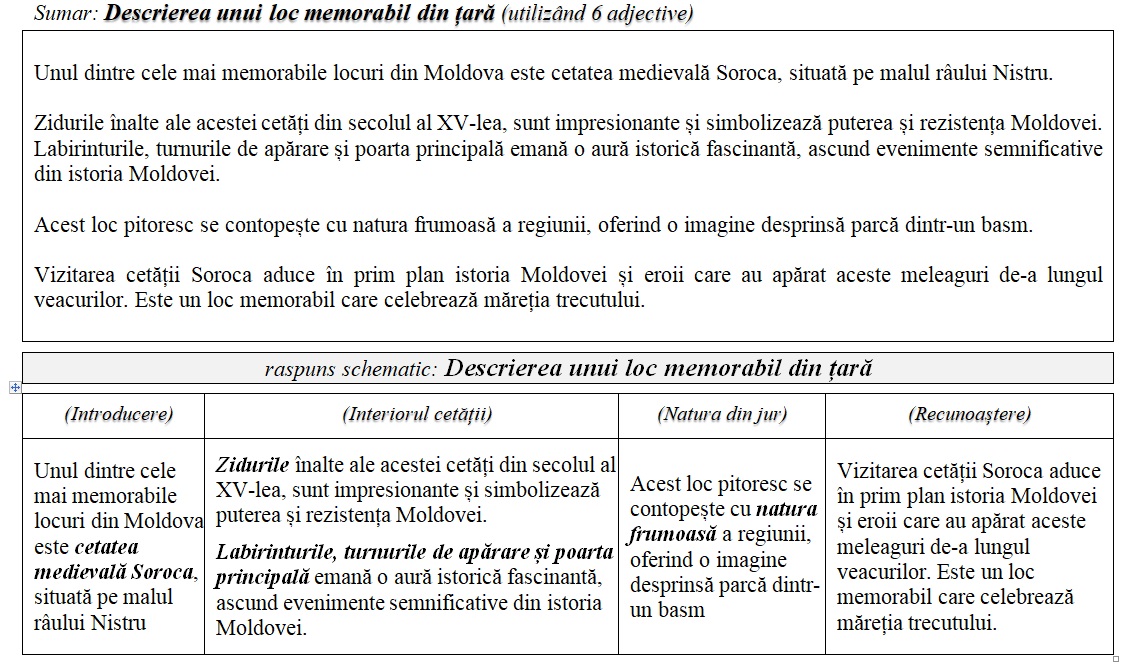 Sumar: Descrierea unui loc memorabil din țară (utilizând 6 adjective)
Unul dintre cele mai memorabile locuri din Moldova este cetatea medievală Soroca, situată pe malul râului Nistru.
Zidurile înalte ale acestei cetăți din secolul al XV-lea, sunt impresionante și simbolizează puterea și rezistența Moldovei.
Labirinturile, turnurile de apărare și poarta principală emană o aură istorică fascinantă, ascund evenimente semnificative
din istoria Moldovei.
Acest loc pitoresc se contopește cu natura frumoasă a regiunii, oferind o imagine desprinsă parcă dintr-un basm.
Vizitarea cetății Soroca aduce în prim plan istoria Moldovei și eroii care au apărat aceste meleaguri de-a lungul
veacurilor. Este un loc memorabil care celebrează măreția trecutului.
raspuns schematic: Descrierea unui loc memorabil din țară
(Introducere)
(Interiorul cetății)
(Natura din jur)
(Recunoaștere)
Unul dintre cele
mai memorabile
locuri din Moldova
este cetatea
medievală Soroca,
situată pe malul
râului Nistru
Zidurile înalte ale acestei cetăți din secolul al
XV-lea, sunt impresionante și simbolizează
puterea și rezistența Moldovei.
Labirinturile, turnurile de apărare și poarta
principală emană o aură istorică fascinantă,
ascund evenimente semnificative din istoria
Moldovei.
Acest loc pitoresc se
contopește cu natura
frumoasă a regiunii,
oferind o imagine
desprinsă parcă dintr-
un basm
Vizitarea cetății Soroca aduce
în prim plan istoria Moldovei
și eroii care au apărat aceste
meleaguri de-a lungul
veacurilor. Este un loc
memorabil care celebrează
măreția trecutului.